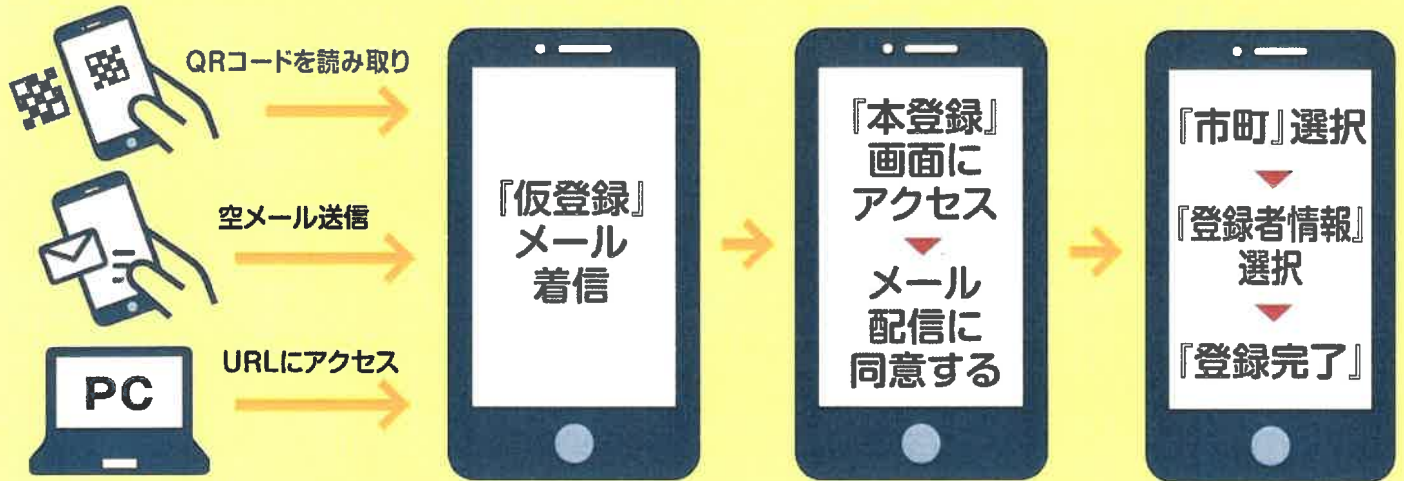 QRコードを読み取り
空メール送信
URLにアクセス
PC
『仮登録』
メール
着信
『本登録』
画面に
アクセス
メール
配信に
同意する
『市町』選択
『登録者情報』
選択
『登録完了』